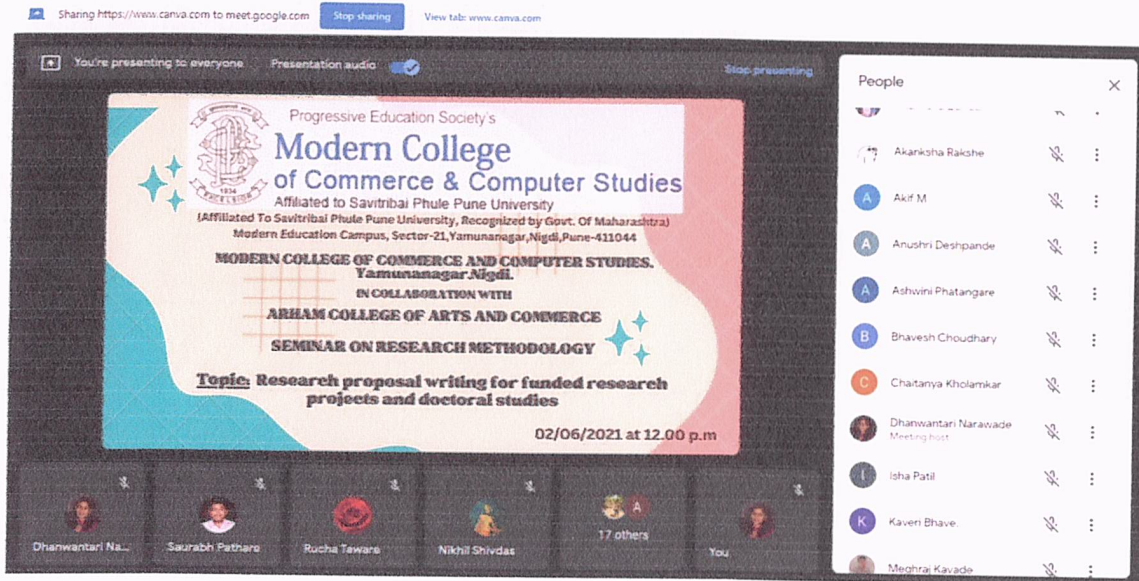 Sharing https://www.canva.com to meet.google.com
Stop sharing
View tab: www.canva.com
You're presenting to everyone
Presentation audio
Stop presenting
Progressive Education Society's
Modern College
of Commerce & Computer Studies
Affiliated to Savitribai Phule Pune University
(Affiliated To Savitribai Phule Pune University, Recognized by Govt. Of Maharashtra)
Modern Education Campus, Sector-21,Yamunanagar,Nigdi,Pune-411044
MODERN COLLEGE OF COMMERCE AND COMPUTER STUDIES.
Yamunanagar.Nigdi.
IN COLLABORATION WITH
ARHAM COLLEGE OF ARTS AND COMMERCE
SEMINAR ON RESEARCH METHODOLOGY
Topic: Research proposal writing for funded research
projects and doctoral studies
02/06/2021 at 12.00 p.m
1934
EXCELSIOR
Dhanwantari Na...
Saurabh Pathare
Rucha Taware
Nikhil Shivdas
A
17 others
You
People
Akanksha Rakshe
A
Akif M
A
Anushri Deshpande
A
Ashwini Phatangare
B
Bhavesh Choudhary
C
Chaitanya Kholamkar
Dhanwantari Narawade
Meeting host
I
Isha Patil
K
Kaveri Bhave.
Meghraj Kavade